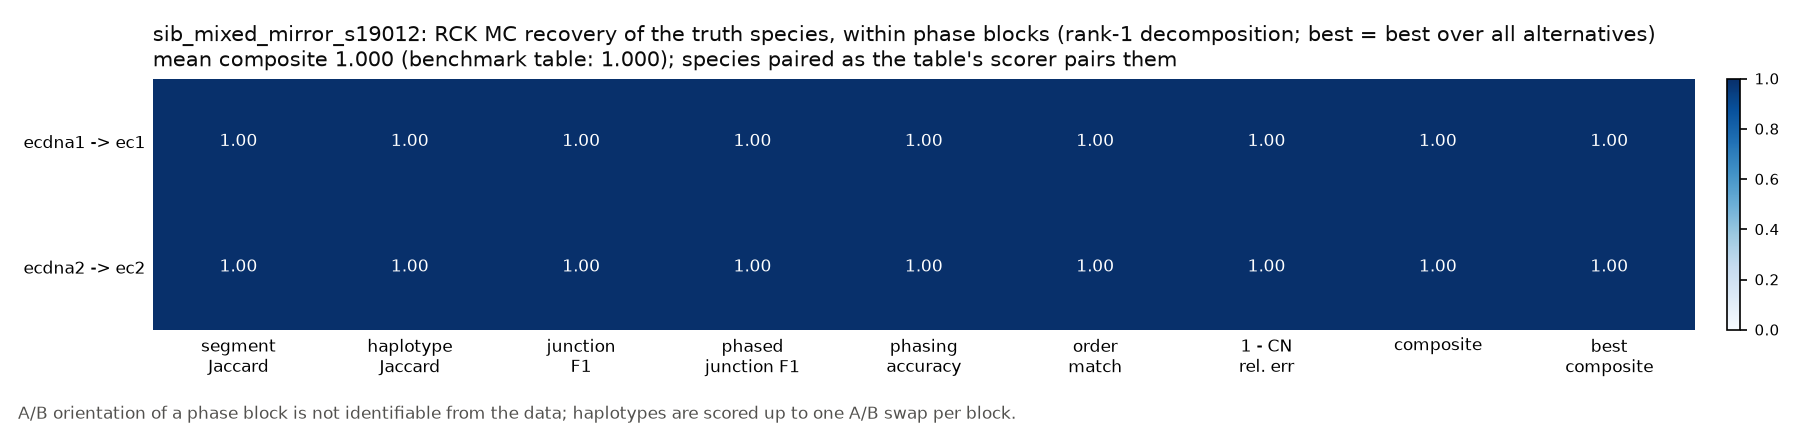 sib_mixed_mirror_s19012: RCK MC recovery of the truth species, within phase blocks (rank-1 decomposition; best = best over all alternatives)
mean composite 1.000 (benchmark table: 1.000); species paired as the table's scorer pairs them
ecdna1 -> ec1
1.00 1.00 1.00 1.00 1.00 1.00 1.00 1.00 1.00
ecdna2 -> ec2
1.00 1.00 1.00 1.00 1.00 1.00 1.00 1.00 1.00
segment
Jaccard
haplotype
Jaccard
junction
F1
phased
junction F1
phasing
accuracy
order
match
1 - CN
rel. err
composite
best
composite
1.0
0.8
0.6
0.4
0.2
0.0
A/B orientation of a phase block is not identifiable from the data; haplotypes are scored up to one A/B swap per block.